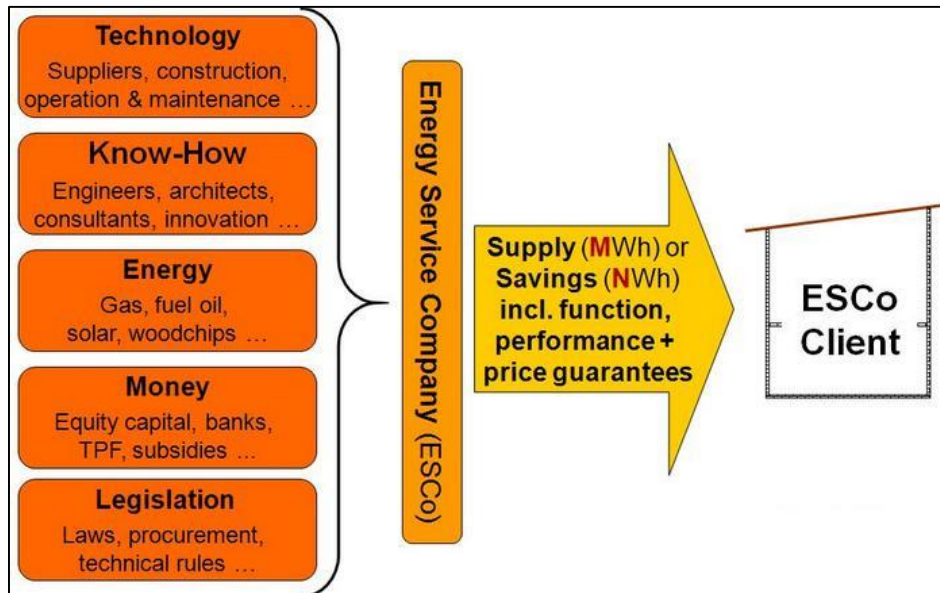 Technology
Suppliers, construction,
operation & maintenance ...
Know-How
Engineers, architects,
consultants, innovation ...
Energy
Gas, fuel oil,
solar, woodchips ...
Money
Equity capital, banks,
TPF, subsidies ...
Legislation
Laws, procurement,
technical rules ...
Energy Service Company (ESCo)
Supply (MWh) or
Savings (NWh)
incl. function,
performance +
price guarantees
ESCo
Client